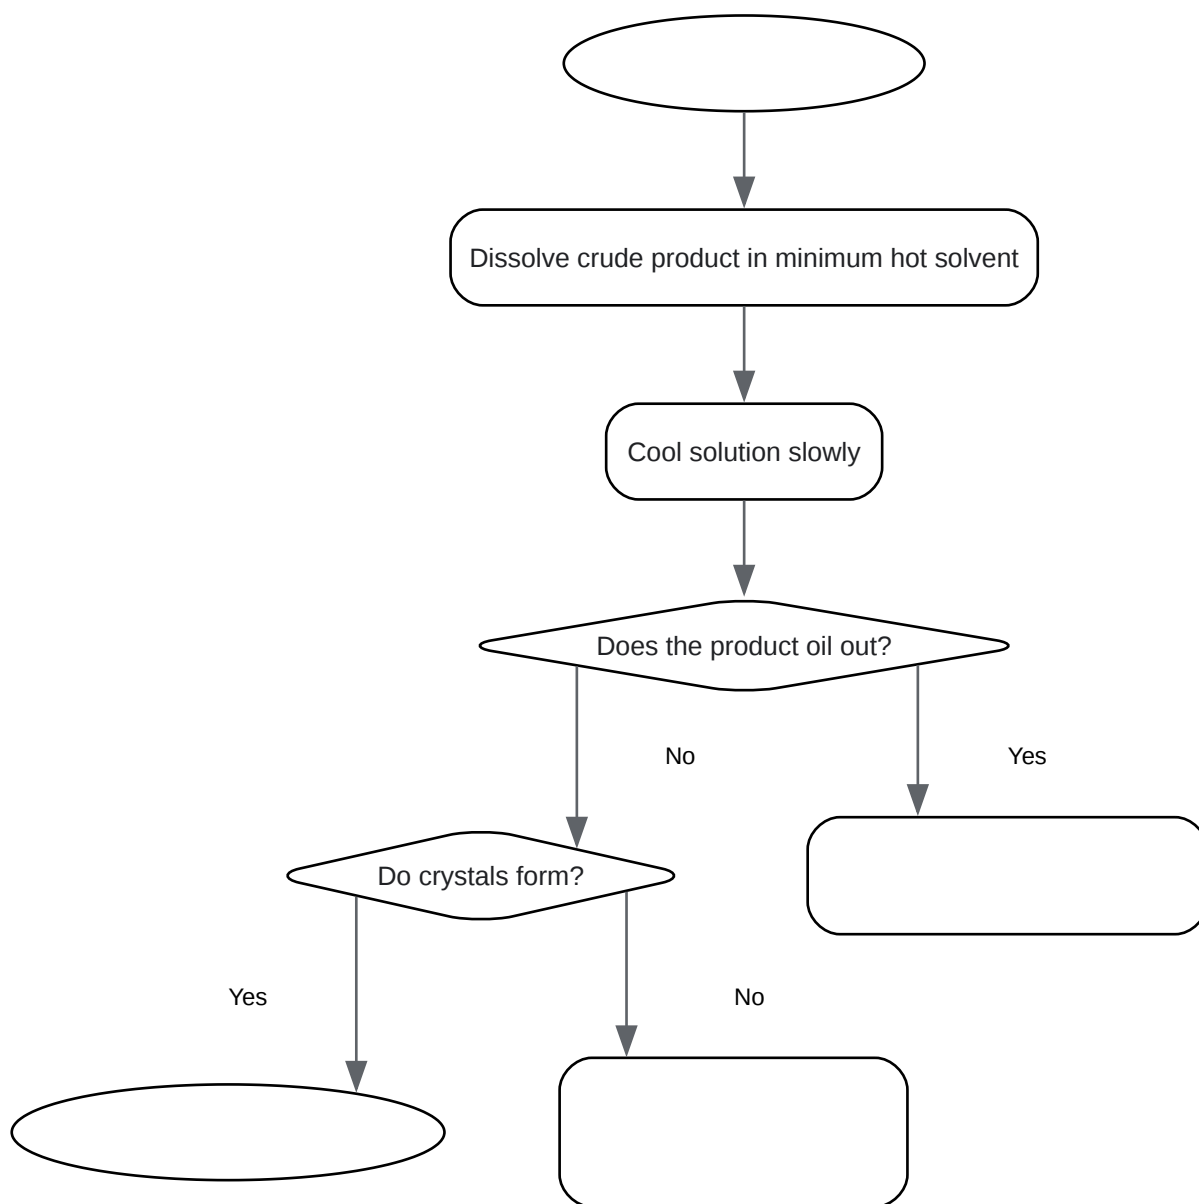 Dissolve crude product in minimum hot solvent
Cool solution slowly
Does the product oil out?
No
Yes
Do crystals form?
Yes
No